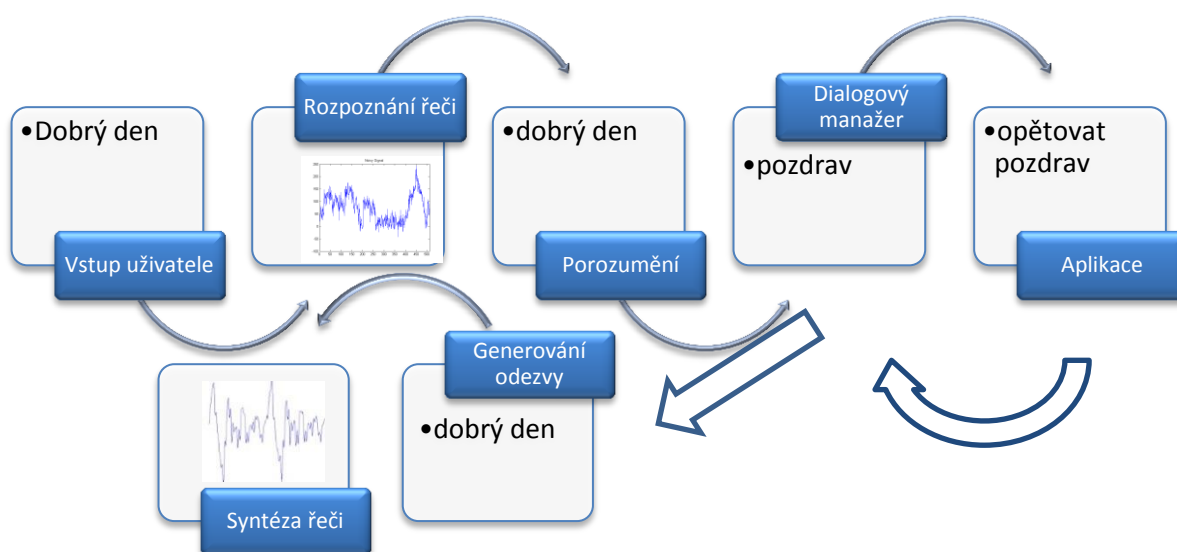 •Dobrý den
Vstup uživatele
Rozpoznání řeči
•dobrý den
Porozumění
Dialogový
manažer
•pozdrav
•opětovat
pozdrav
Aplikace
Generování
odezvy
•dobrý den
Syntéza řeči